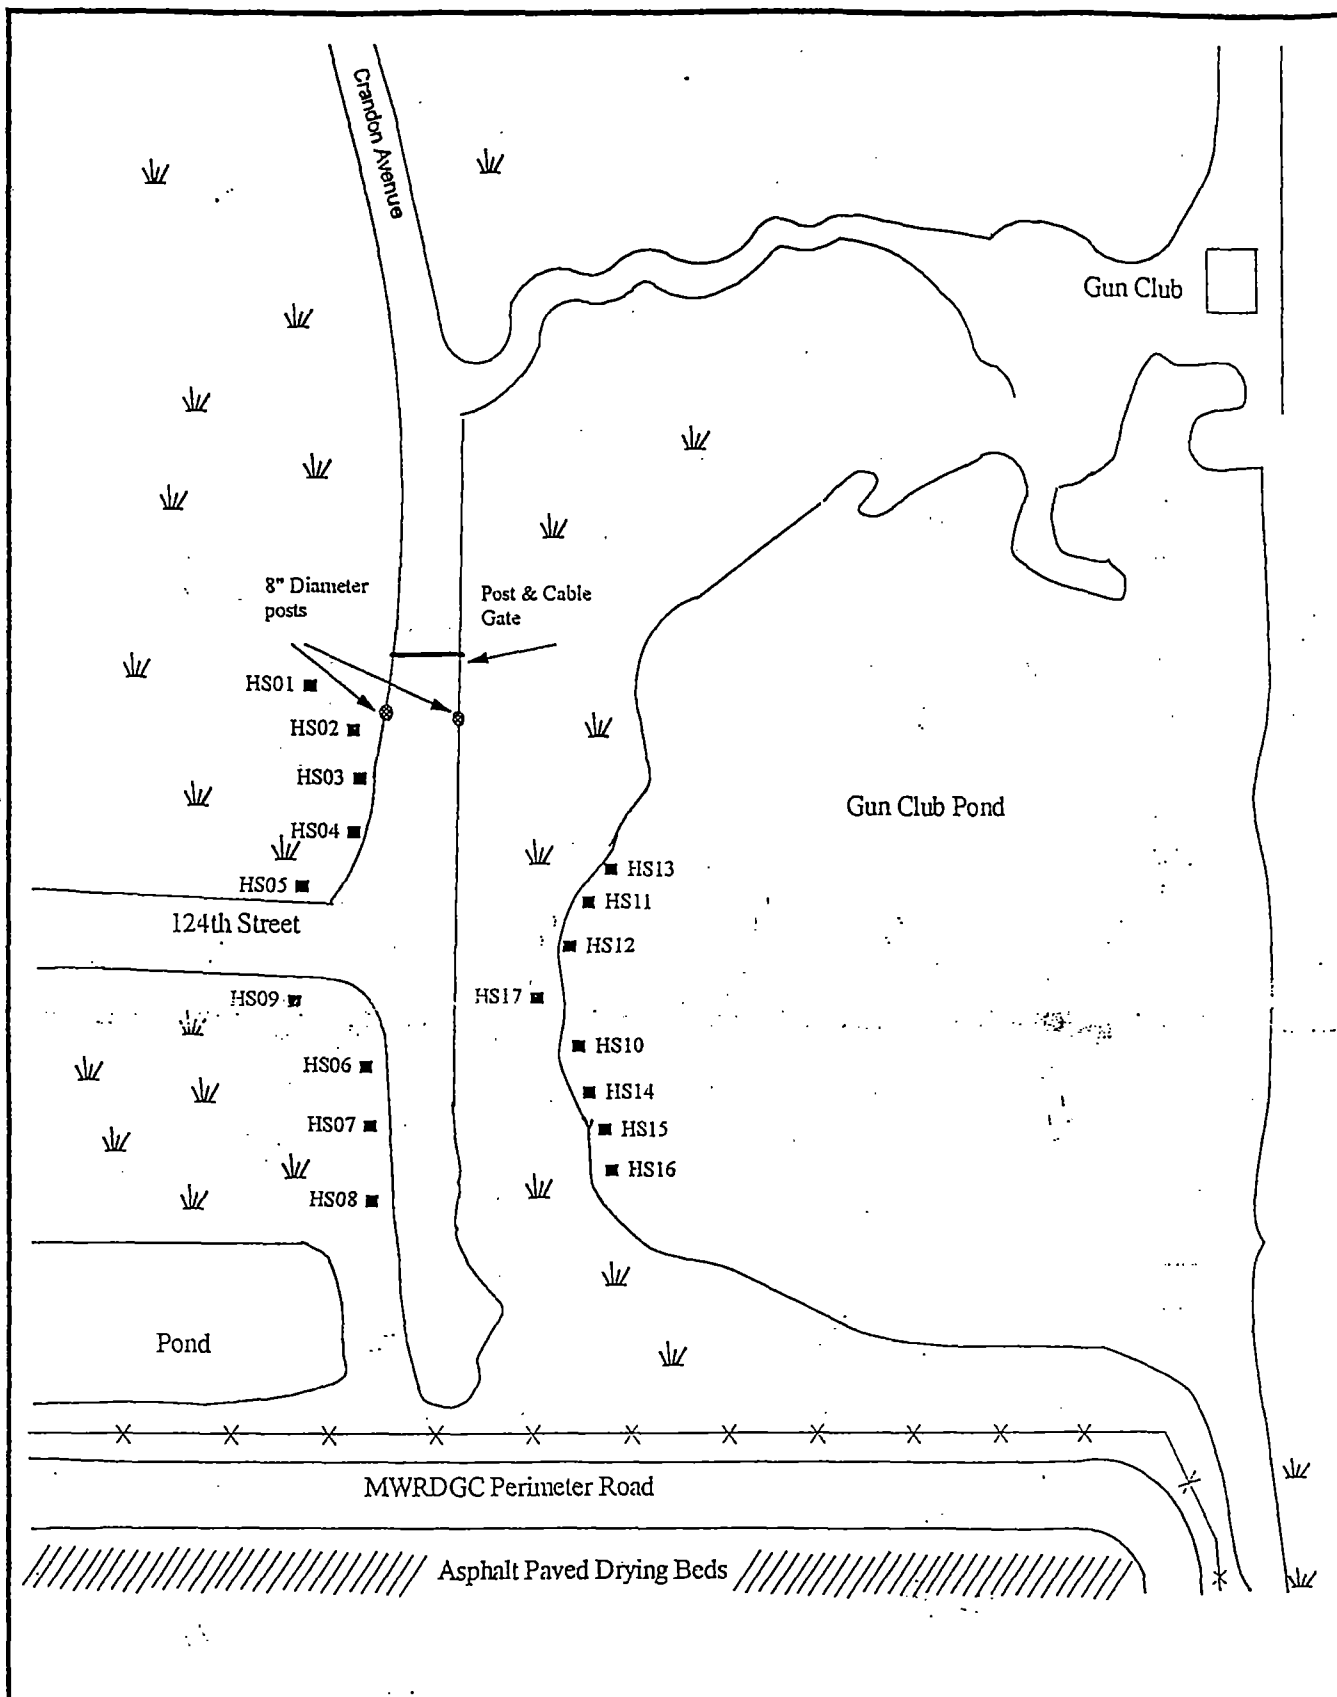 Crandon Avenue
Gun Club
8" Diameter
posts
Post & Cable
Gate
HS01
HS02
HS03
HS04
HS05
Gun Club Pond
HS13
HS11
HS12
124th Street
HS09
HS17
HS10
HS06
HS14
HS07
HS15
HS16
HS08
Pond
MWRDGC Perimeter Road
Asphalt Paved Drying Beds